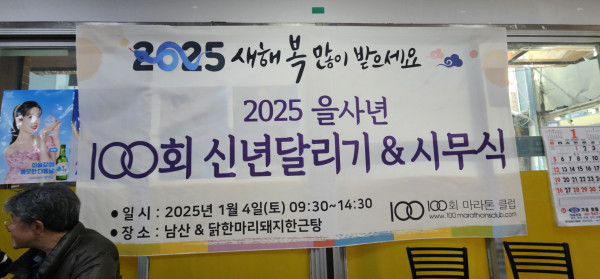 2025 새해 복 많이 받으세요
2025 을사년
100회 신년달리기 & 시무식
• 일 시 : 2025년 1월 4일(토) 09:30~14:30
• 장 소 : 남산 & 닭한마리돼지한근탕
100 100회 마라톤 클럽
www.100marathonsclub.com
1